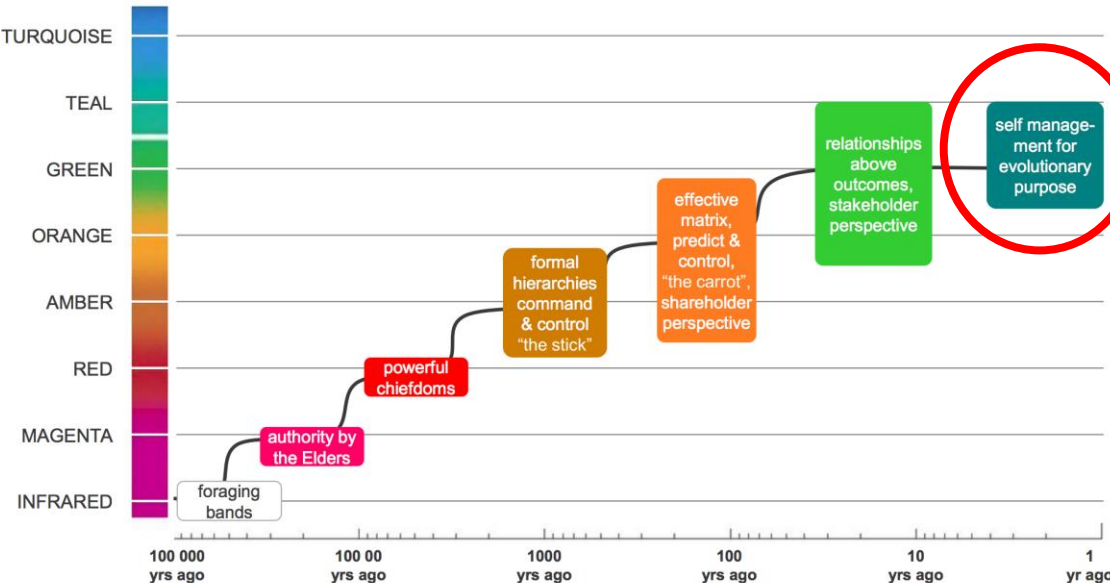 TURQUOISE
TEAL
GREEN
ORANGE
AMBER
RED
MAGENTA
INFRARED
foraging
bands
authority by
the Elders
powerful
chiefdoms
formal
hierarchies
command
& control
“the stick”
effective
matrix,
predict &
control,
“the carrot”,
shareholder
perspective
relationships
above
outcomes,
stakeholder
perspective
self manage-
ment for
evolutionary
purpose
100 000
yrs ago
100 00
yrs ago
1000
yrs ago
100
yrs ago
10
yrs ago
1
yr ago